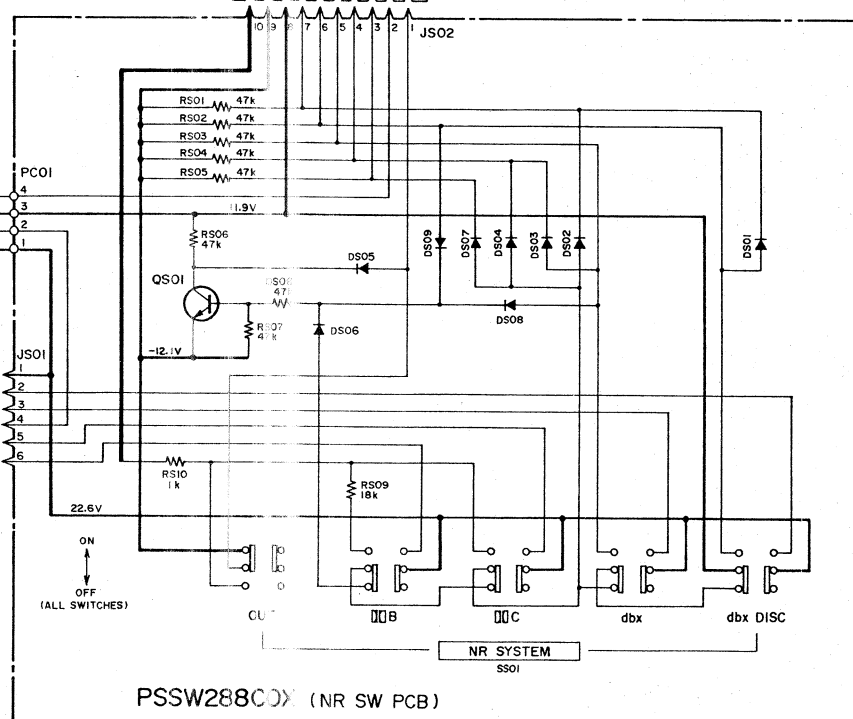 10 9 8 7 6 5 4 3 2 1
JS02
RS01 47k
RS02 47k
RS03 47k
RS04 47k
RS05 47k
PC01
4
3
2
1
11.9V
RS06
47k
DS05
DS09
DS07
DS04
DS03
DS02
DS01
QS01
47
RS07
47k
DS06
DS08
-12.1V
JS01
1
2
3
4
5
6
RS10
1k
RS09
18k
22.6V
ON
OFF
(ALL SWITCHES)
B
C
dbx
dbx DISC
NR SYSTEM
SS01
PSSW288COX (NR SW PCB)